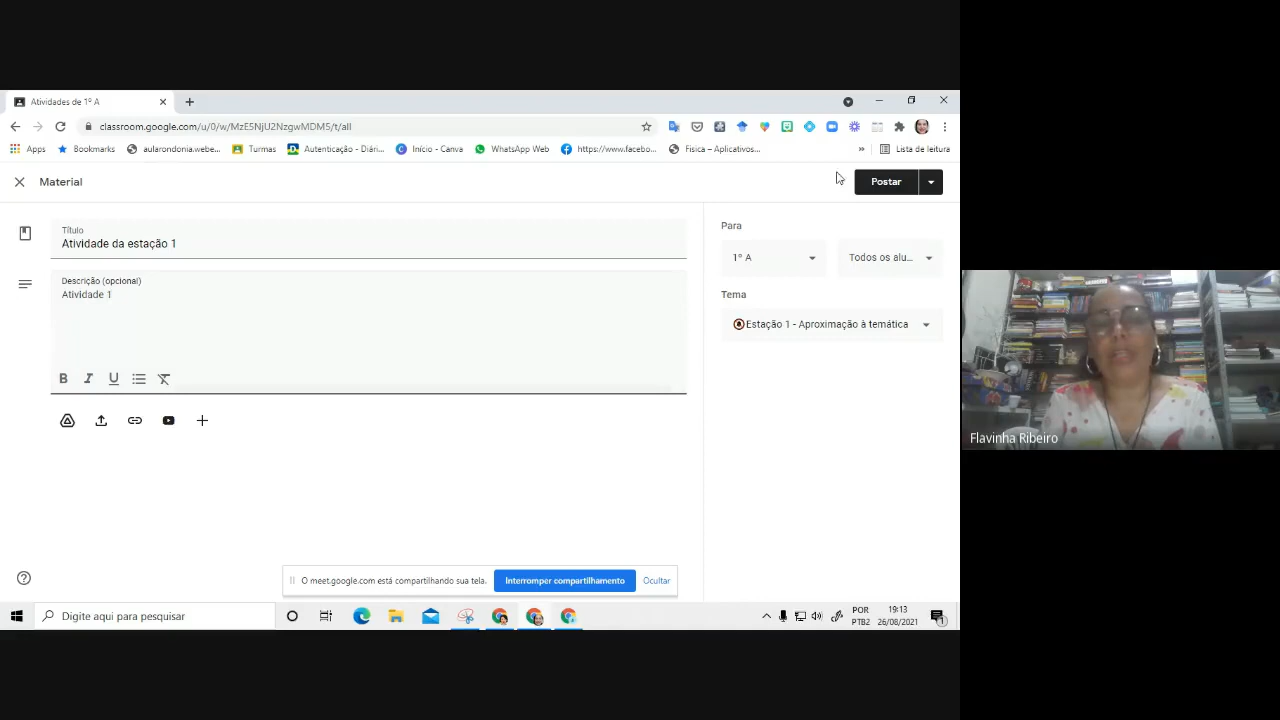 Atividades de 1º A
classroom.google.com/u/0/w/MzE5NjU2NzgwMDM5/t/all
Apps
Bookmarks
aularondonia.webe...
Turmas
Autenticação - Diári...
Início - Canva
WhatsApp Web
https://www.facebo...
Física – Aplicativos...
»
Lista de leitura
Material
Postar
Título
Atividade da estação 1
Descrição (opcional)
Atividade 1
B I U
Para
1º A
Todos os alu...
Tema
Estação 1 - Aproximação à temática
Flavinha Ribeiro
O meet.google.com está compartilhando sua tela.
Interromper compartilhamento
Ocultar
Digite aqui para pesquisar
POR
PTB2
19:13
26/08/2021
1